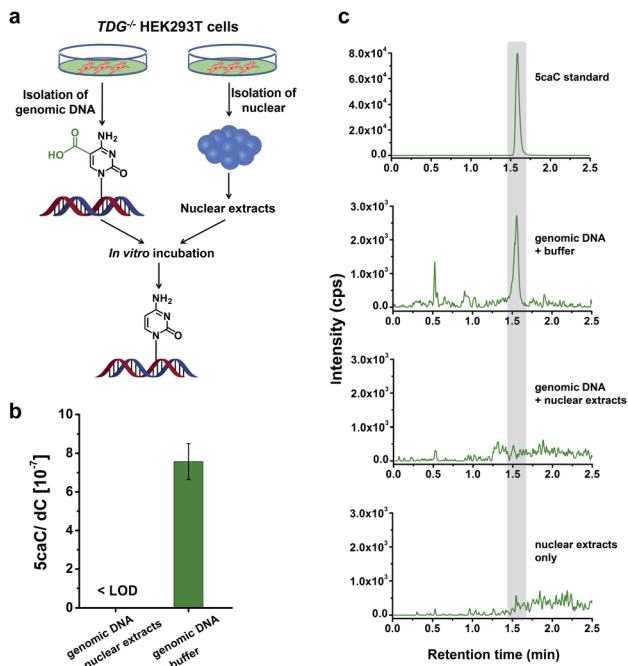 a
TDG-/- HEK293T cells
Isolation of
genomic DNA
Isolation of
nuclear
O
HO
NH2
N
N
O
Nuclear extracts
In vitro incubation
NH2
N
N
O
b
5caC/ dC [10-7]
10
8
6
4
2
0
< LOD
genomic DNA
nuclear extracts
genomic DNA
buffer
c
Intensity (cps)
8.0x10⁴
6.0x10⁴
4.0x10⁴
2.0x10⁴
0.0
5caC standard
0.0 0.5 1.0 1.5 2.0 2.5
3.0x10³
2.0x10³
1.0x10³
0.0
genomic DNA
+ buffer
0.0 0.5 1.0 1.5 2.0 2.5
3.0x10³
2.0x10³
1.0x10³
0.0
genomic DNA
+ nuclear extracts
0.0 0.5 1.0 1.5 2.0 2.5
3.0x10³
2.0x10³
1.0x10³
0.0
nuclear extracts
only
0.0 0.5 1.0 1.5 2.0 2.5
Retention time (min)